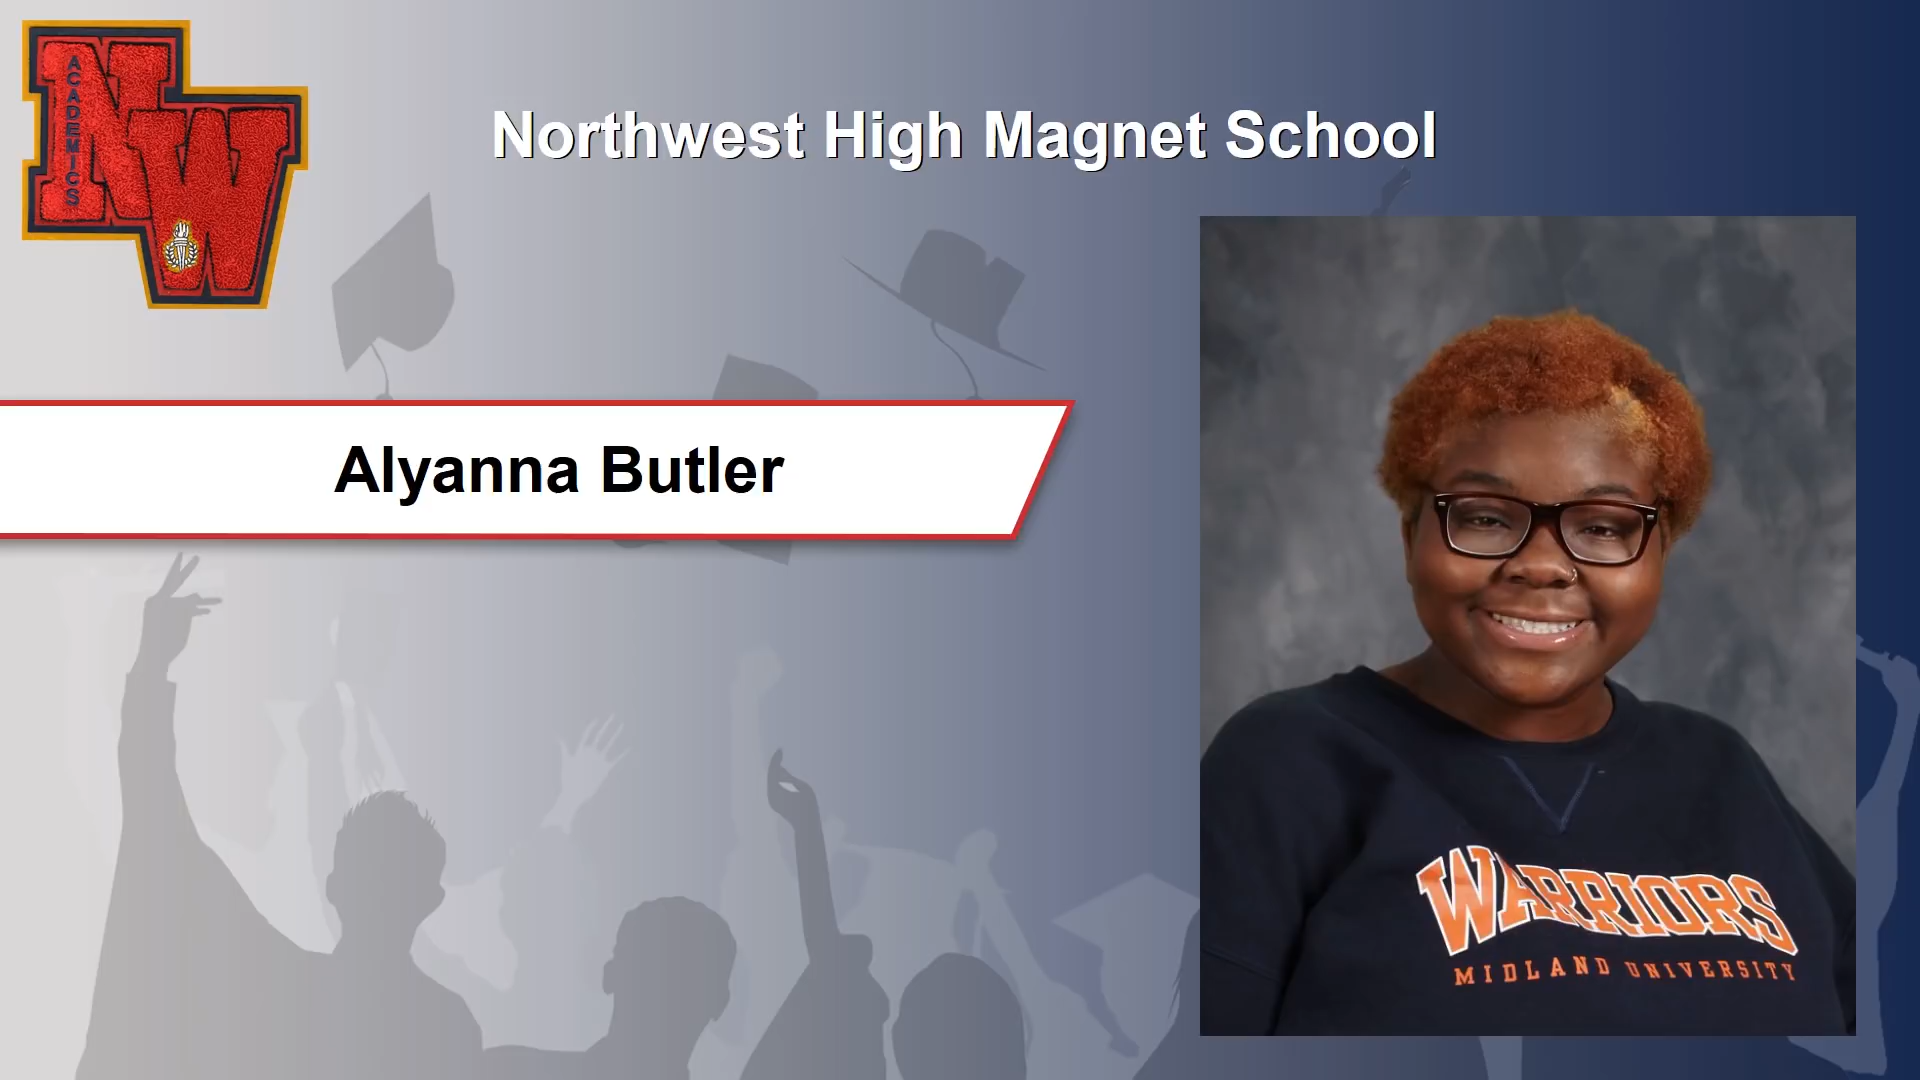 NW
ACADEMICS
Northwest High Magnet School
Alyanna Butler
WARRIORS
MIDLAND UNIVERSITY